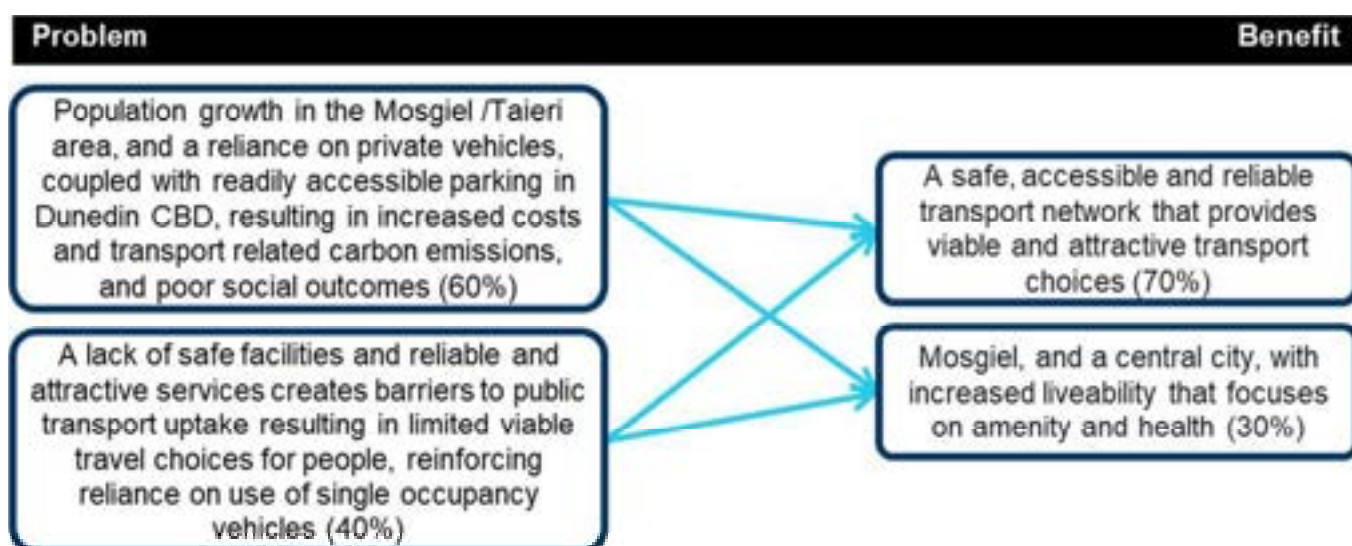 Problem
Benefit
Population growth in the Mosgiel /Taieri
area, and a reliance on private vehicles,
coupled with readily accessible parking in
Dunedin CBD, resulting in increased costs
and transport related carbon emissions,
and poor social outcomes (60%)
A lack of safe facilities and reliable and
attractive services creates barriers to public
transport uptake resulting in limited viable
travel choices for people, reinforcing
reliance on use of single occupancy
vehicles (40%)
A safe, accessible and reliable
transport network that provides
viable and attractive transport
choices (70%)
Mosgiel, and a central city, with
increased liveability that focuses
on amenity and health (30%)